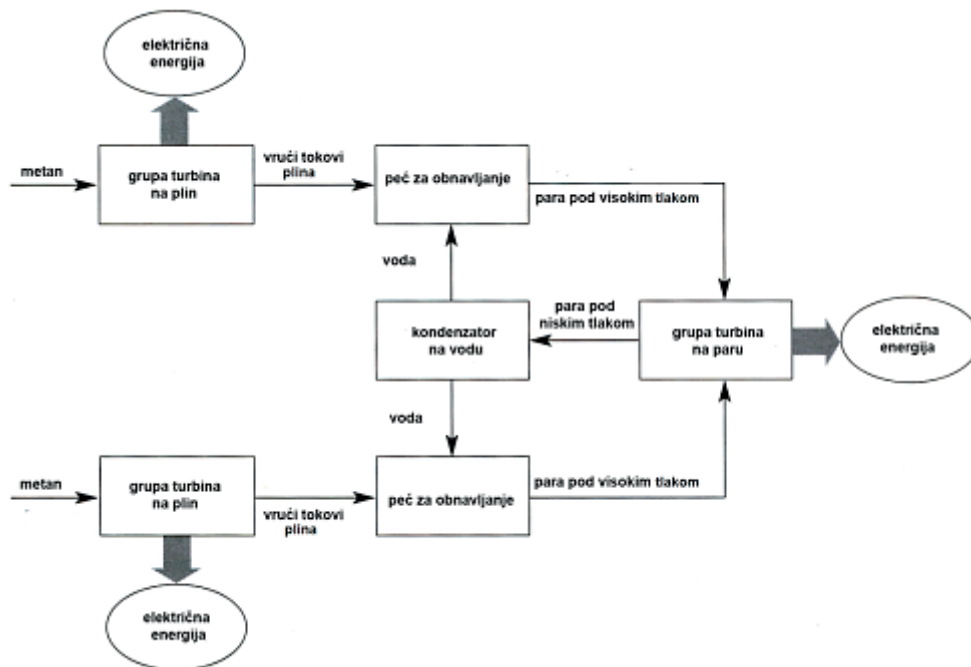 električna
energija
metan
grupa turbina
na plin
vrući tokovi
plina
peč za obnavljanje
para pod visokim tlakom
voda
kondenzator
na vodu
para pod
niskim tlakom
grupa turbina
na paru
električna
energija
voda
metan
grupa turbina
na plin
vrući tokovi
plina
peč za obnavljanje
para pod visokim tlakom
električna
energija